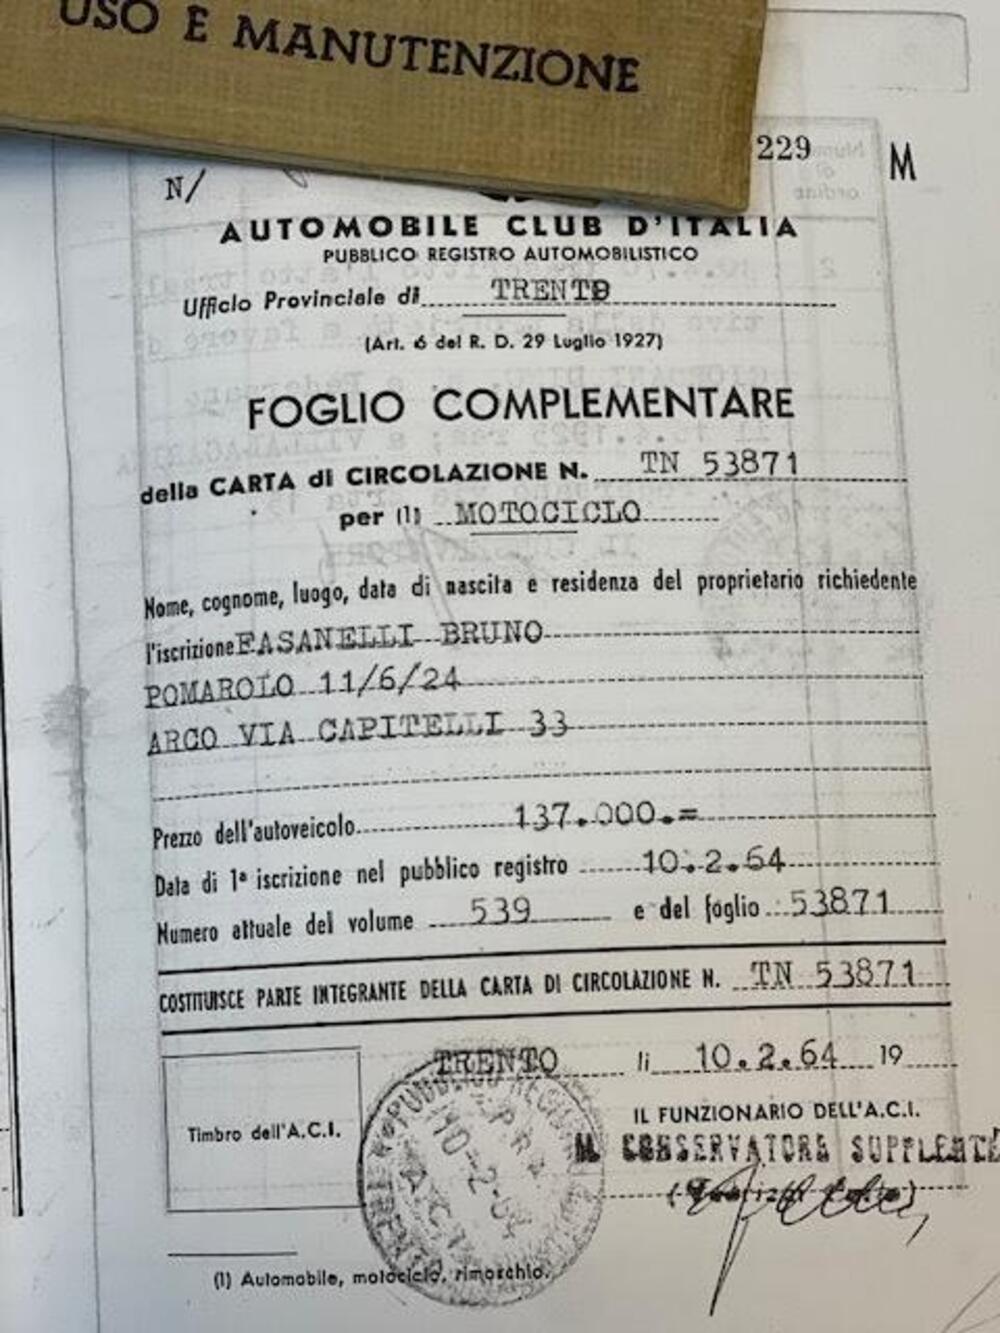 USO E MANUTENZIONE
229 M
N/
AUTOMOBILE CLUB D'ITALIA
PUBBLICO REGISTRO AUTOMOBILISTICO
Ufficio Provinciale di TRENTO
(Art. 6 del R. D. 29 Luglio 1927)
FOGLIO COMPLEMENTARE
della CARTA di CIRCOLAZIONE N. TN 53871
per (1) MOTOCICLO
Nome, cognome, luogo, data di nascita e residenza del proprietario richiedente
l'iscrizione FASANELLI BRUNO
POMAROLO 11/6/24
ARCO VIA CAPITELLI 33
Prezzo dell'autoveicolo 137.000.=
Data di 1ª iscrizione nel pubblico registro 10.2.64
Numero attuale del volume 539 e del foglio 53871
COSTITUISCE PARTE INTEGRANTE DELLA CARTA DI CIRCOLAZIONE N. TN 53871
TRENTO li 10.2.64 19
IL FUNZIONARIO DELL'A.C.I.
Timbro dell'A.C.I.
CONSERVATORE SUPPLENTE
(1) Automobile, motociclo, rimorchio.